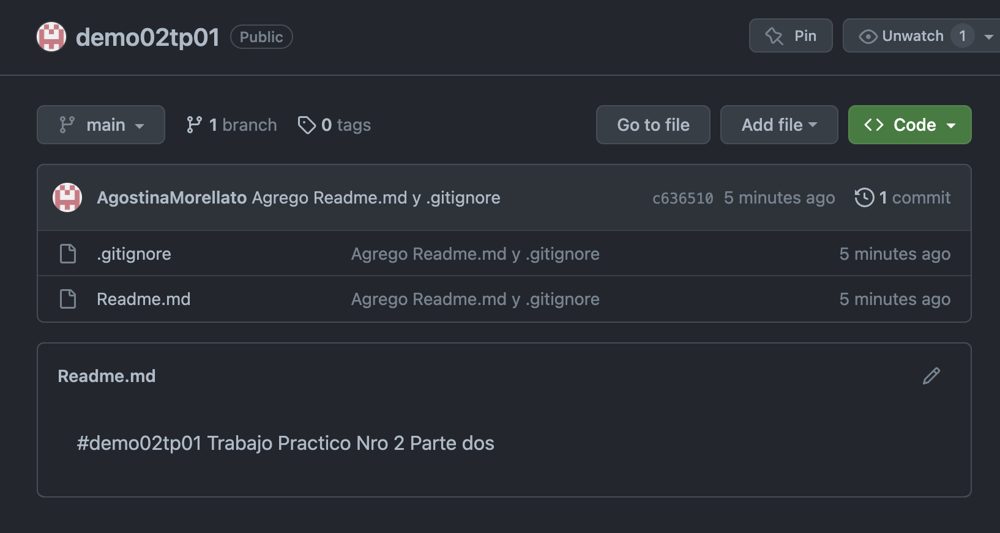 demo02tp01 Public Pin Unwatch 1
main 1 branch 0 tags Go to file Add file Code
AgostinaMorellato Agrego Readme.md y .gitignore c636510 5 minutes ago 1 commit
.gitignore Agrego Readme.md y .gitignore 5 minutes ago
Readme.md Agrego Readme.md y .gitignore 5 minutes ago
Readme.md
#demo02tp01 Trabajo Practico Nro 2 Parte dos